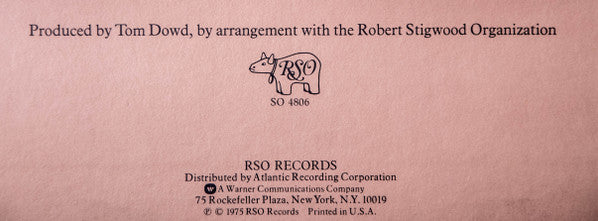 Produced by Tom Dowd, by arrangement with the Robert Stigwood Organization
RSO
SO 4806
RSO RECORDS
Distributed by Atlantic Recording Corporation
A Warner Communications Company
75 Rockefeller Plaza, New York, N.Y. 10019
℗ © 1975 RSO Records Printed in U.S.A.